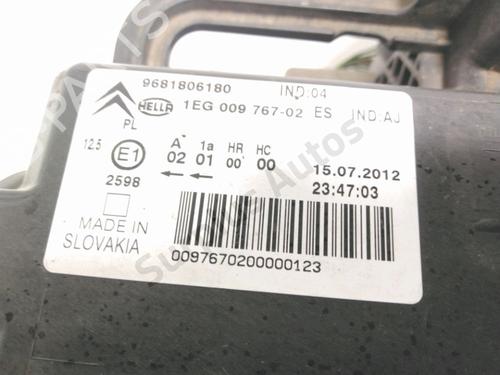 9681806180 IND:04
HELLA 1EG 009 767-02 ES IND:AJ
PL
12.5 E1 A 1a HR HC
02 01 00 00
2598
15.07.2012
23:47:03
MADE IN
SLOVAKIA
0097670200000123